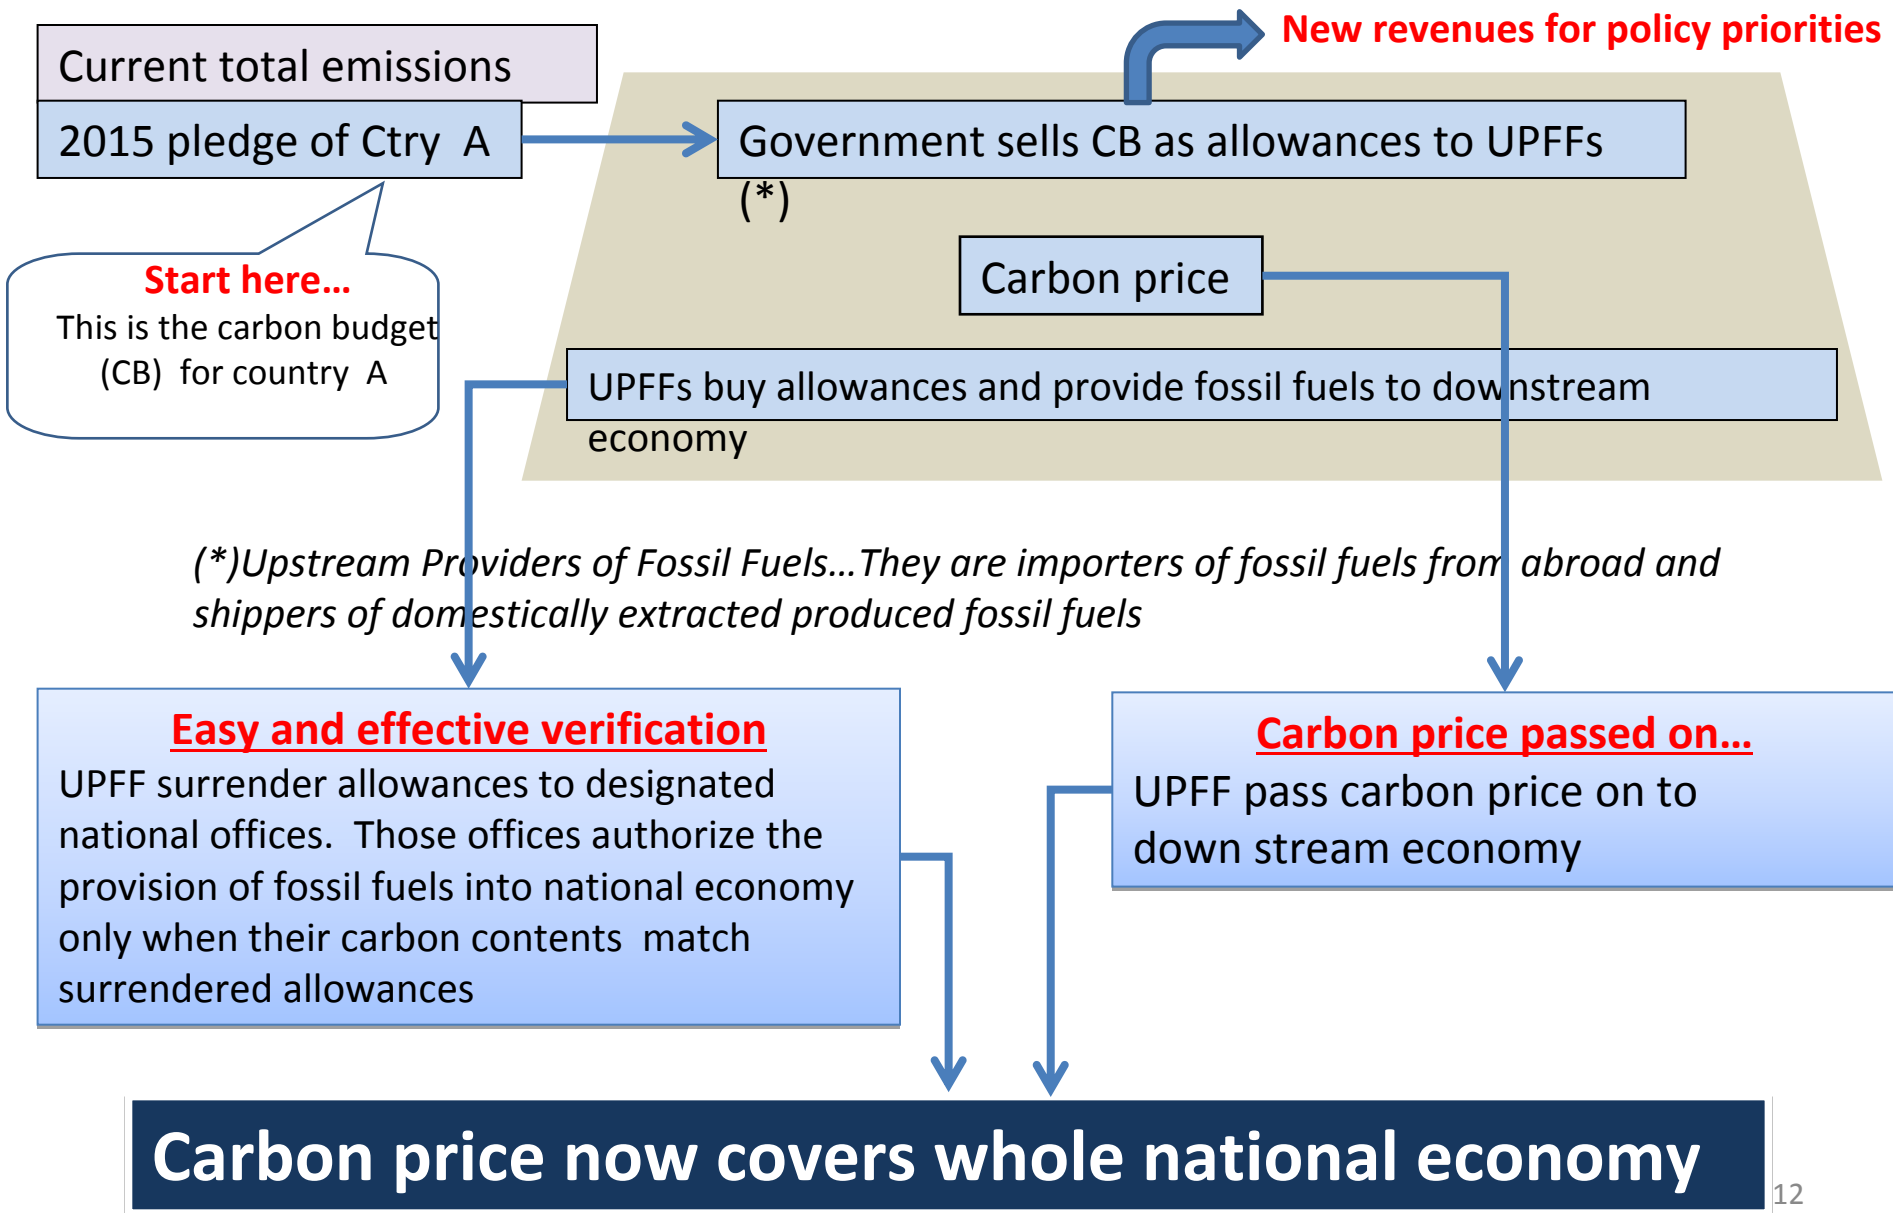 New revenues for policy priorities
Current total emissions
2015 pledge of Ctry A
Government sells CB as allowances to UPFFs
(*)
Start here...
This is the carbon budget
(CB) for country A
Carbon price
UPFFs buy allowances and provide fossil fuels to downstream
economy
(*)Upstream Providers of Fossil Fuels...They are importers of fossil fuels from abroad and
shippers of domestically extracted produced fossil fuels
Easy and effective verification
UPFF surrender allowances to designated
national offices. Those offices authorize the
provision of fossil fuels into national economy
only when their carbon contents match
surrendered allowances
Carbon price passed on...
UPFF pass carbon price on to
down stream economy
Carbon price now covers whole national economy
12